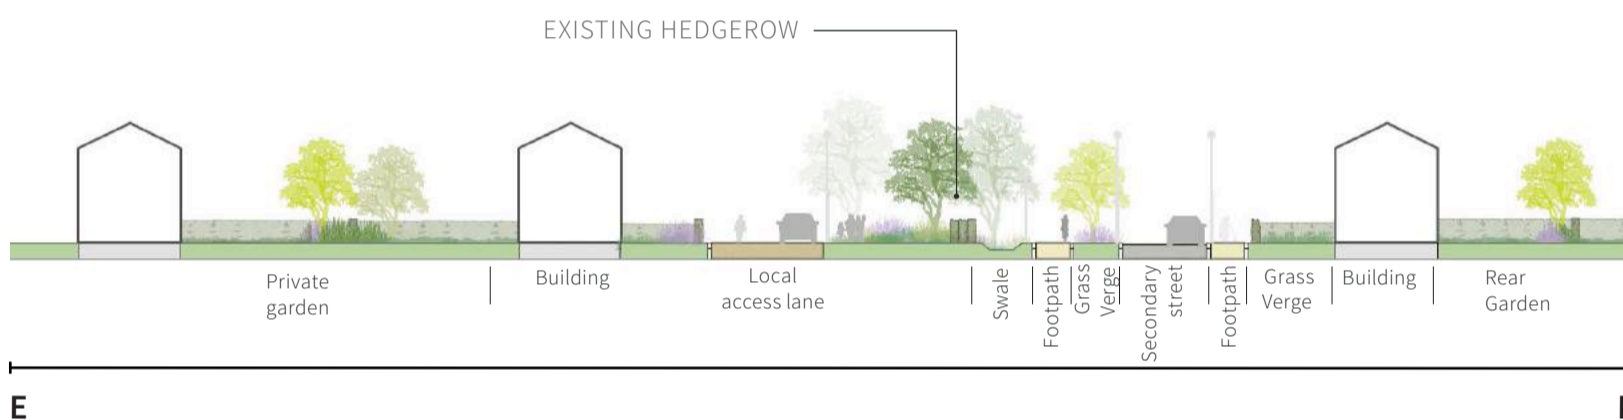 EXISTING HEDGEROW
Private
garden
Building
Local
access lane
Swale
Footpath
Grass
Verge
Secondary
street
Footpath
Grass
Verge
Building
Rear
Garden
E